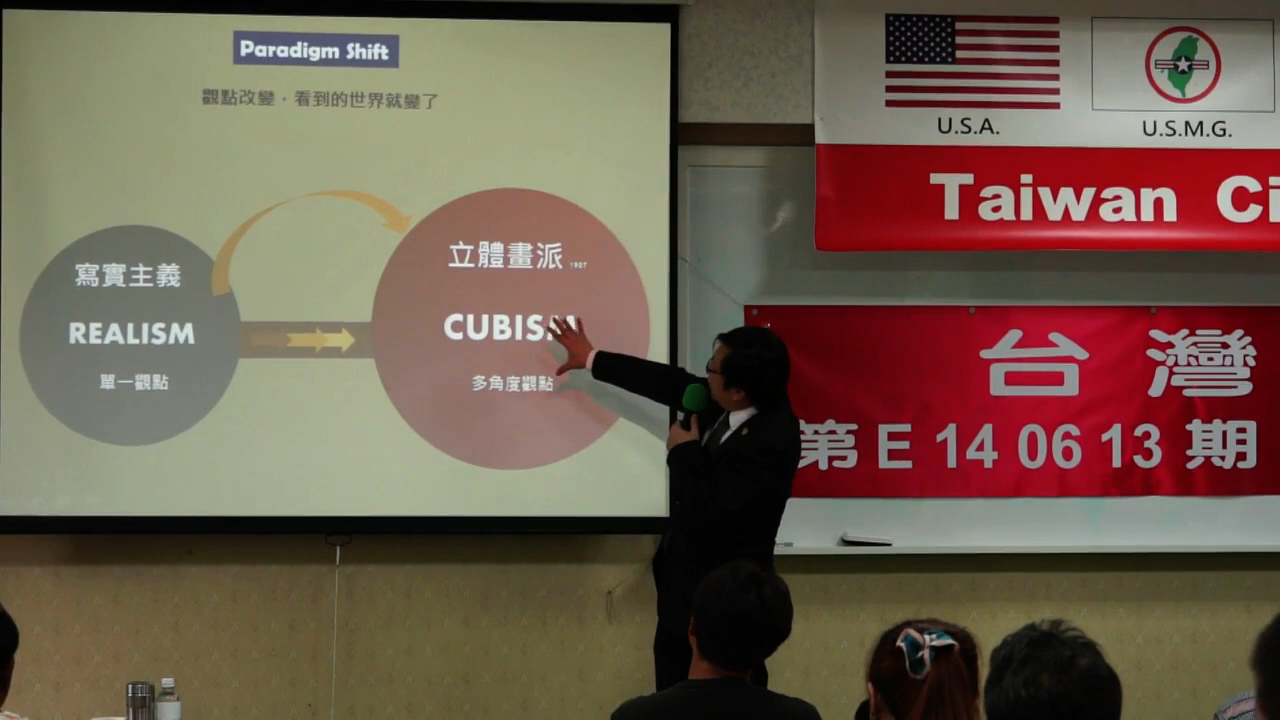 Paradigm Shift
觀點改變，看到的世界就變了
寫實主義
REALISM
單一觀點
立體畫派 1907
CUBISM
多角度觀點
U.S.A.
U.S.M.G.
Taiwan Ci
台灣
第 E 14 06 13 期